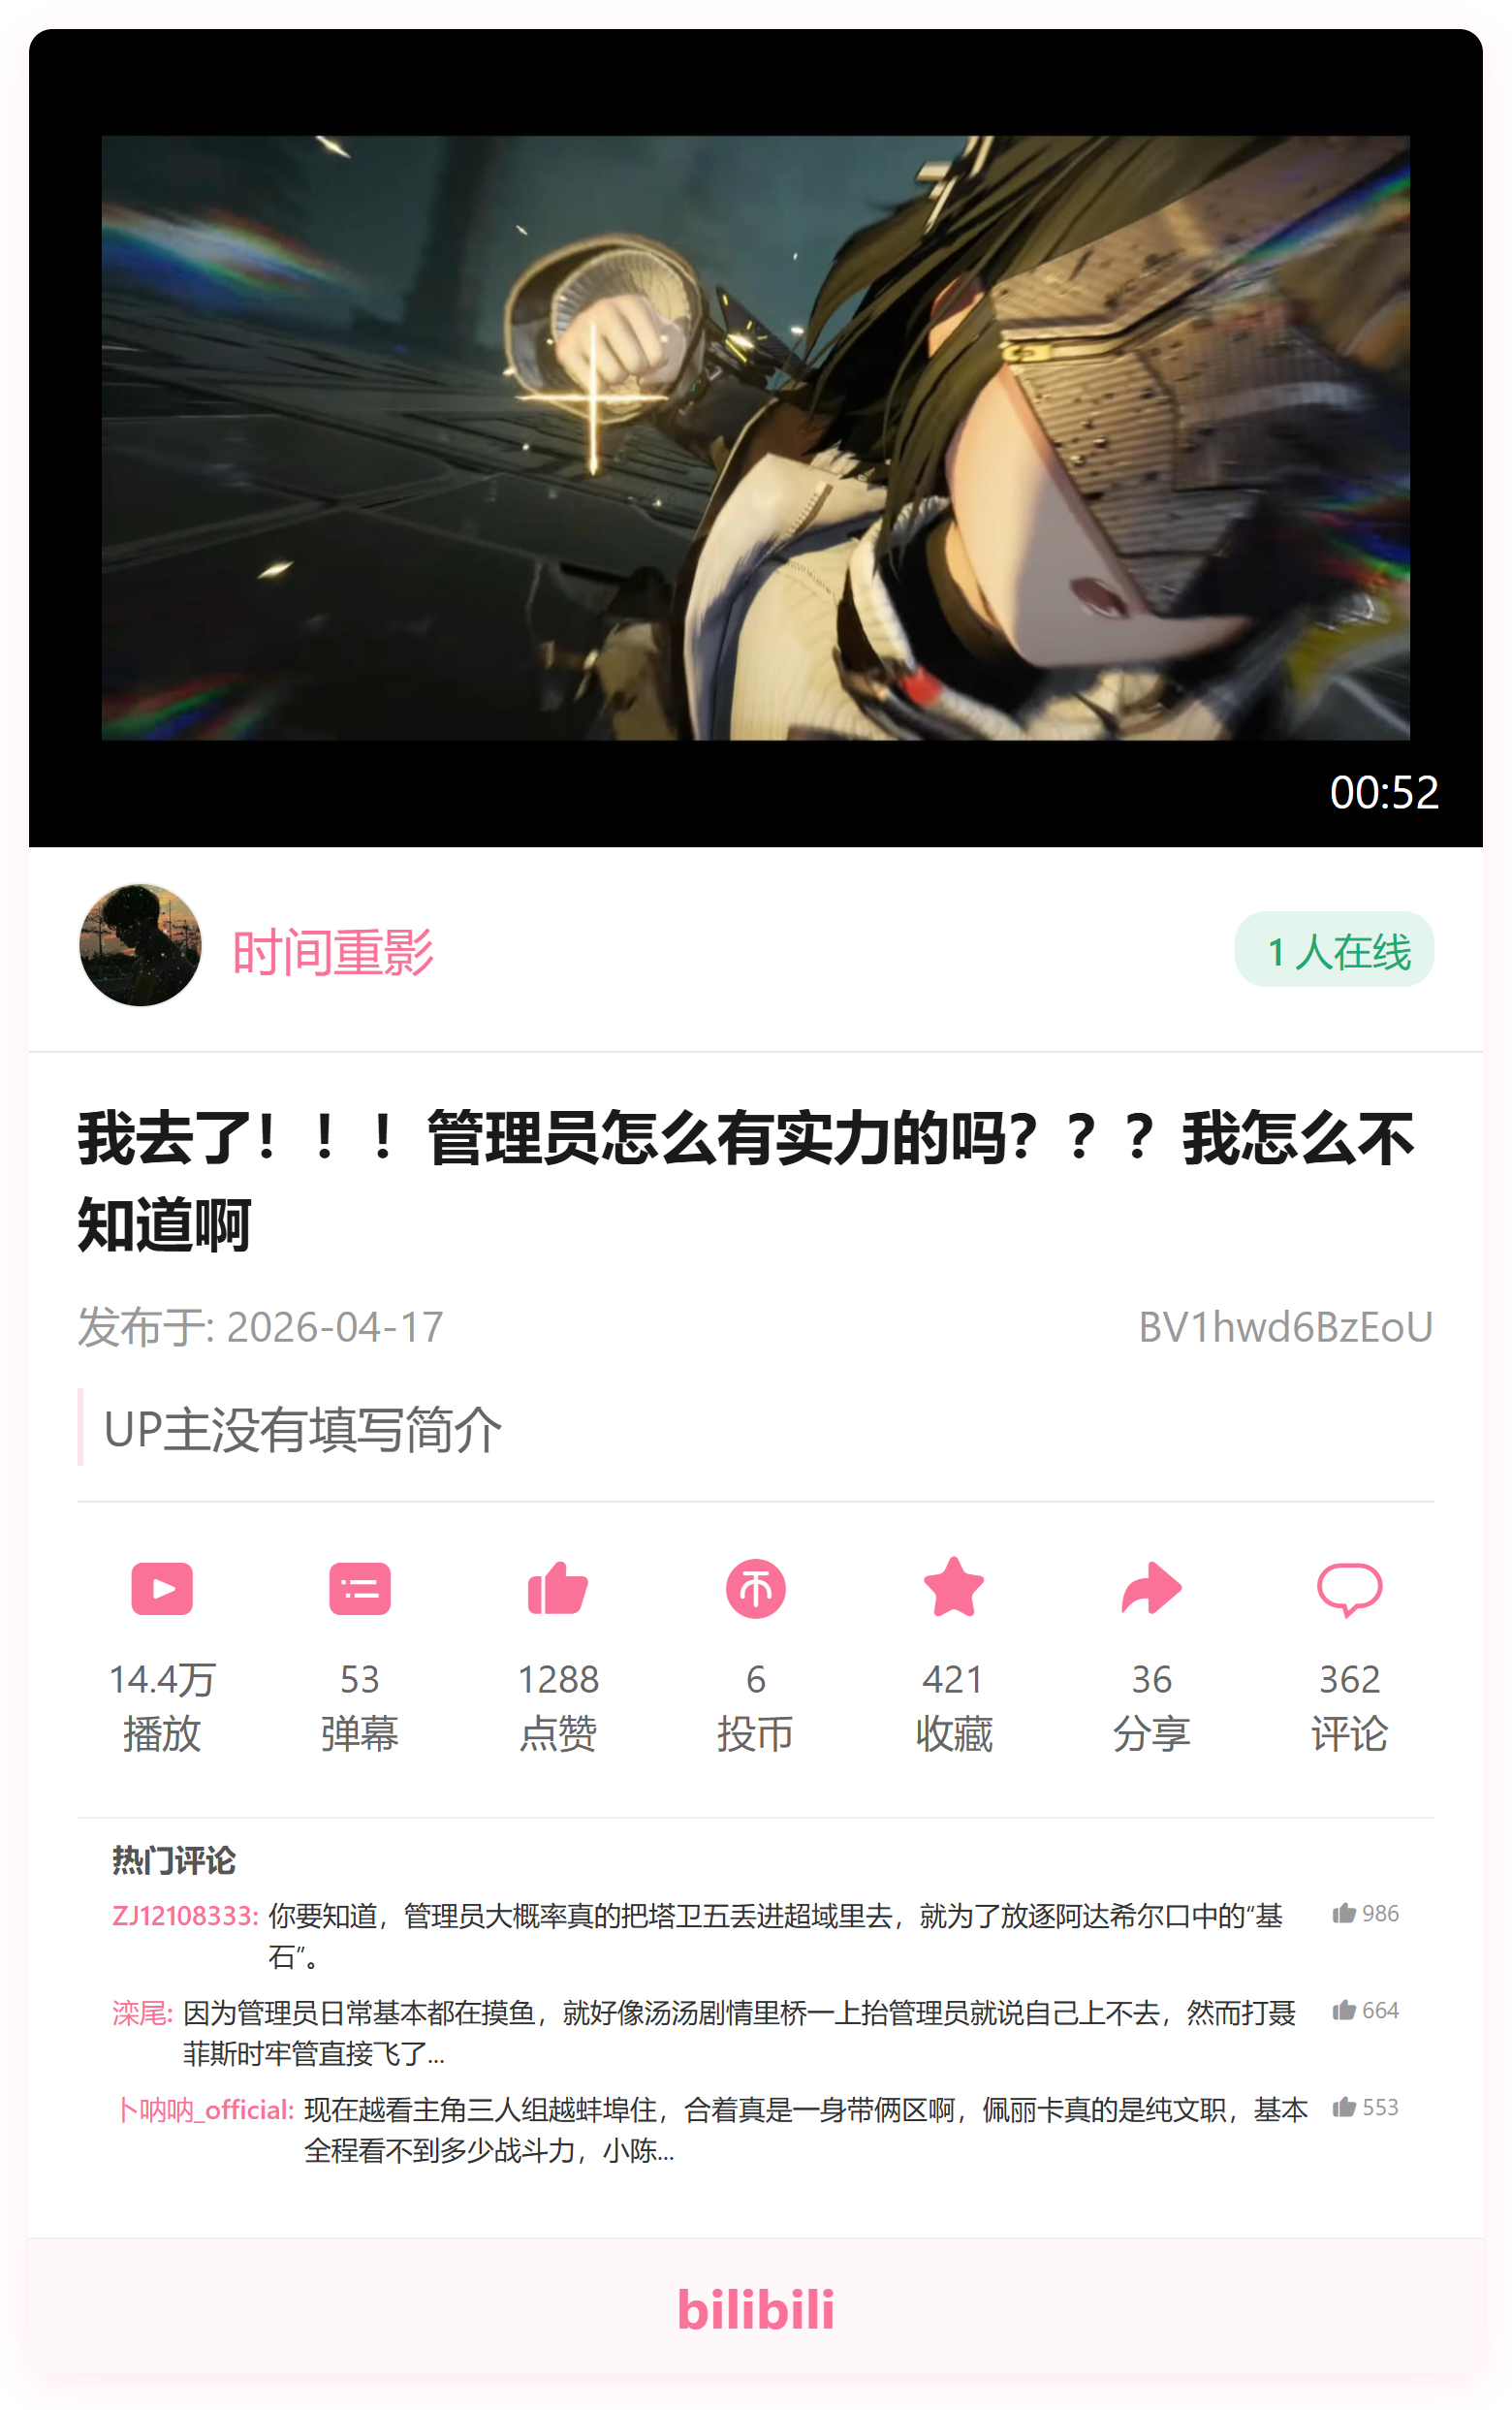 00:52
时间重影
1 人在线
我去了！！！管理员怎么有实力的吗？？？我怎么不
知道啊
发布于: 2026-04-17
BV1hwd6BzEoU
UP主没有填写简介
14.4万
53
1288
6
421
36
362
播放
弹幕
点赞
投币
收藏
分享
评论
热门评论
ZJ12108333: 你要知道，管理员大概率真的把塔卫五丢进超域里去，就为了放逐阿达希尔口中的“基
986
石”。
滦尾: 因为管理员日常基本都在摸鱼，就好像汤汤剧情里桥一上抬管理员就说自己上不去，然而打聂
664
菲斯时牢管直接飞了...
卜呐呐_official: 现在越看主角三人组越蚌埠住，合着真是一身带俩区啊，佩丽卡真的是纯文职，基本
553
全程看不到多少战斗力，小陈...
bilibili